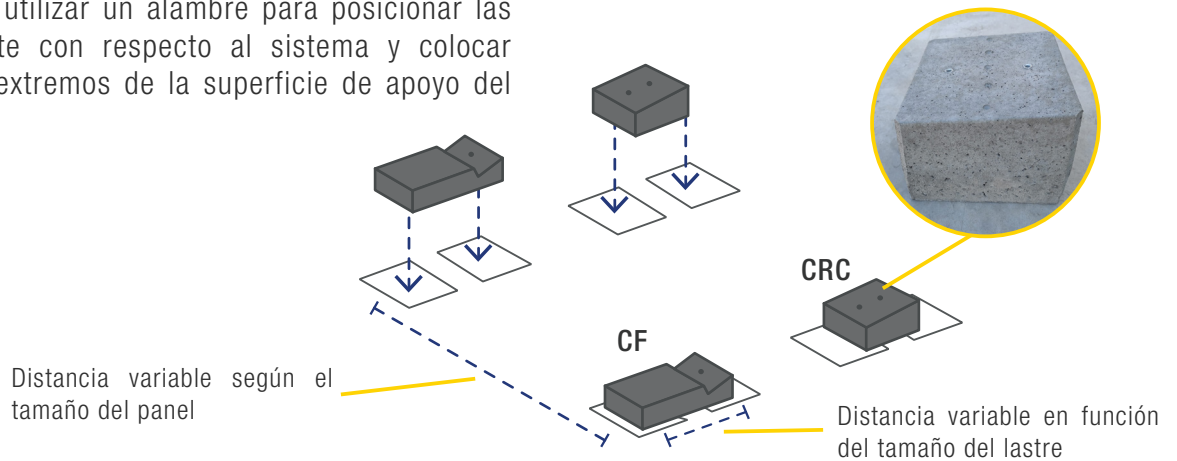 utilizar un alambre para posicionar las
te con respecto al sistema y colocar
extremos de la superficie de apoyo del
CRC
CF
Distancia variable según el
tamaño del panel
Distancia variable en función
del tamaño del lastre